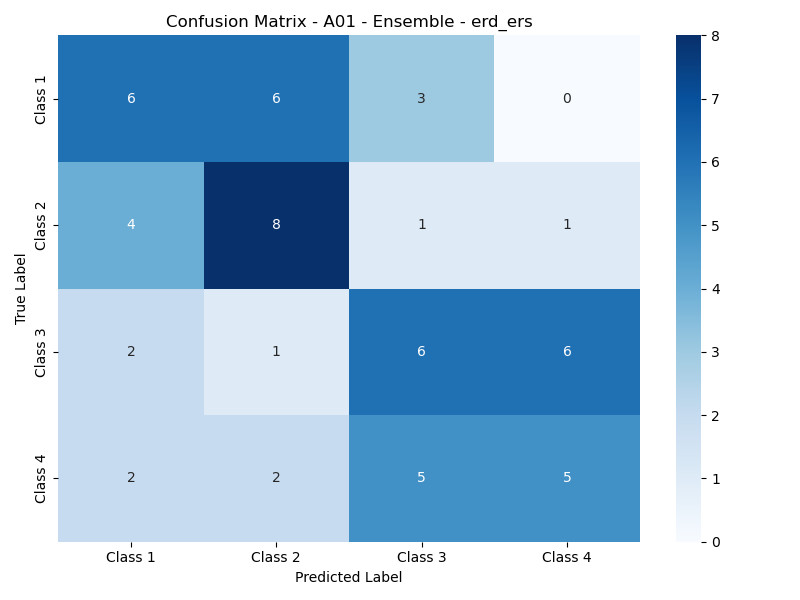 Confusion Matrix - A01 - Ensemble - erd_ers
True Label
Class 1
6 6 3 0
Class 2
4 8 1 1
Class 3
2 1 6 6
Class 4
2 2 5 5
Class 1 Class 2 Class 3 Class 4
Predicted Label
8
7
6
5
4
3
2
1
0